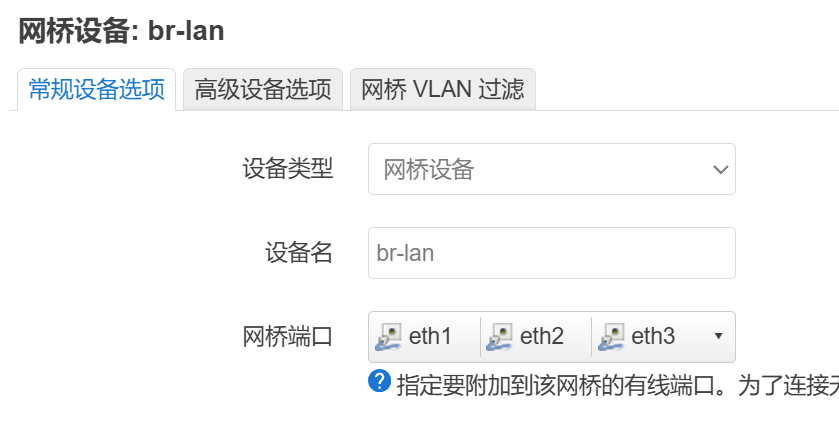 网桥设备: br-lan
常规设备选项 高级设备选项 网桥 VLAN 过滤
设备类型 网桥设备
设备名 br-lan
网桥端口 eth1 eth2 eth3
指定要附加到该网桥的有线端口。为了连接